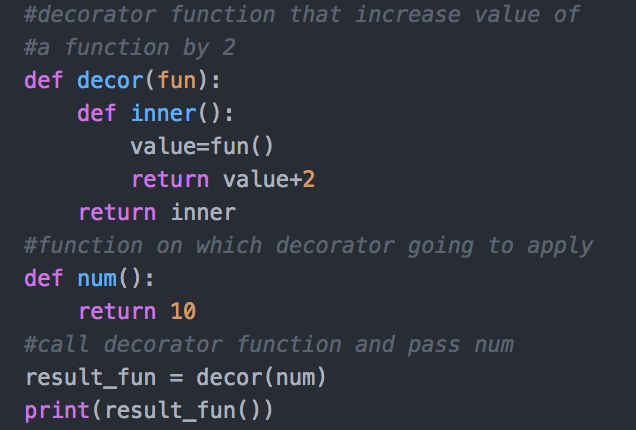 #decorator function that increase value of
#a function by 2
def decor(fun):
    def inner():
        value=fun()
        return value+2
    return inner
#function on which decorator going to apply
def num():
    return 10
#call decorator function and pass num
result_fun = decor(num)
print(result_fun())